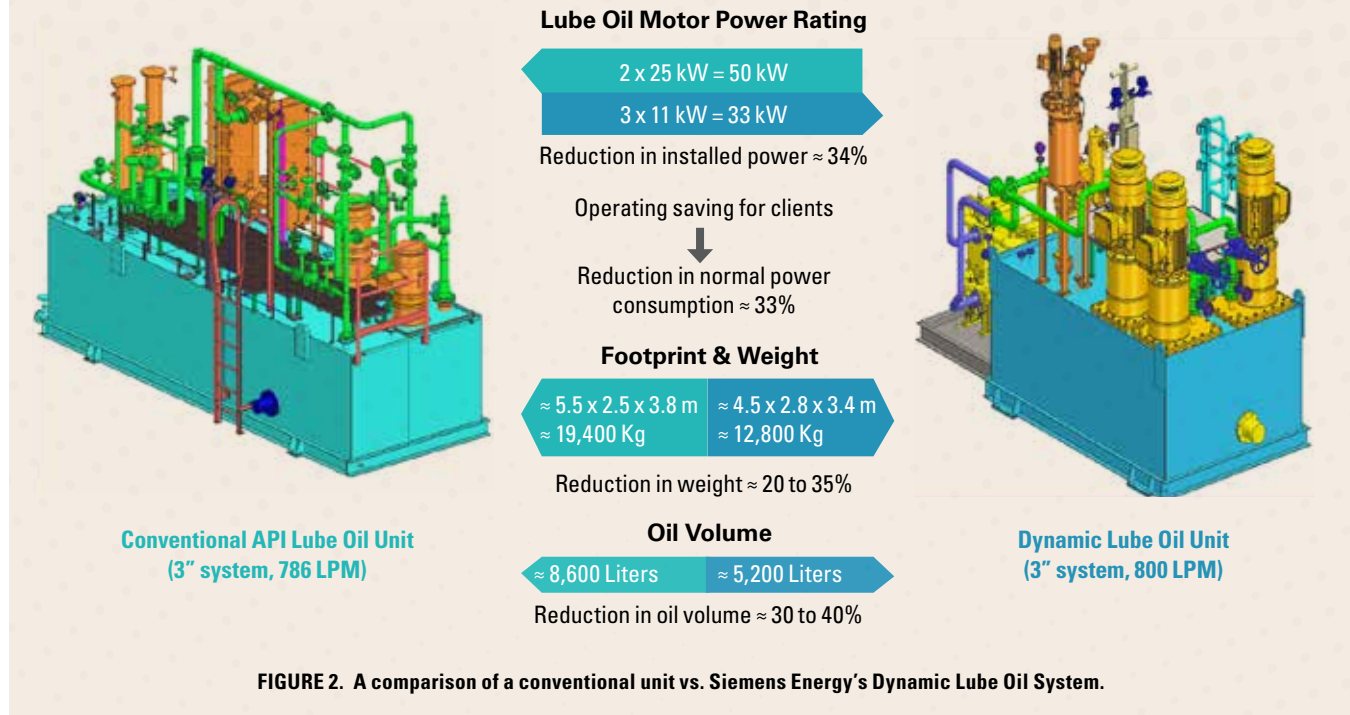 Lube Oil Motor Power Rating
2 x 25 kW = 50 kW
3 x 11 kW = 33 kW
Reduction in installed power ≈ 34%
Operating saving for clients
Reduction in normal power
consumption ≈ 33%
Footprint & Weight
≈ 5.5 x 2.5 x 3.8 m
≈ 19,400 Kg
≈ 4.5 x 2.8 x 3.4 m
≈ 12,800 Kg
Reduction in weight ≈ 20 to 35%
Oil Volume
≈ 8,600 Liters
≈ 5,200 Liters
Reduction in oil volume ≈ 30 to 40%
Conventional API Lube Oil Unit
(3” system, 786 LPM)
Dynamic Lube Oil Unit
(3” system, 800 LPM)
FIGURE 2. A comparison of a conventional unit vs. Siemens Energy’s Dynamic Lube Oil System.